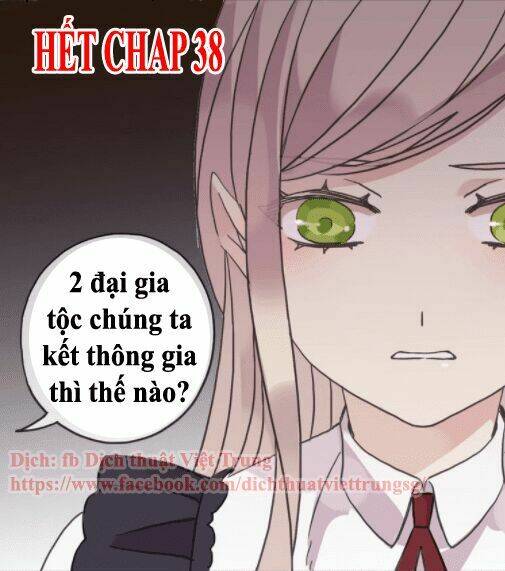 HẾT CHAP 38
2 đại gia
tộc chúng ta
kết thông gia
thì thế nào?
Dịch: fb Dịch thuật Việt Trung
https://www.facebook.com/dichthuatviettrungsg/